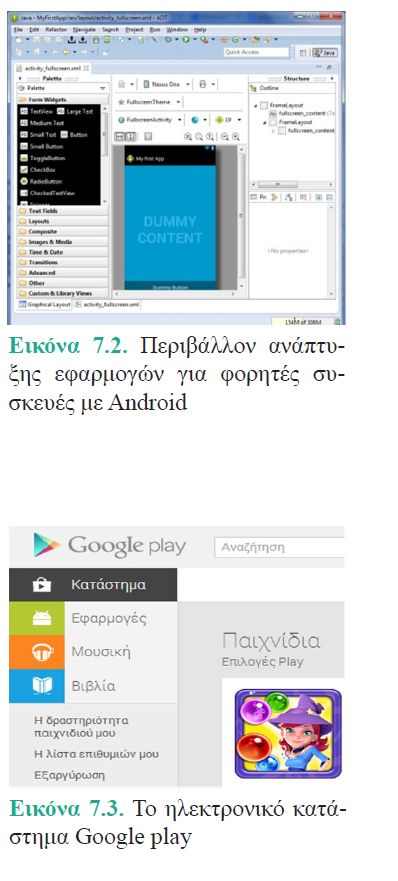 Java - MyFirstApp/res/layout/activity_fullscreen.xml - ADT
File Edit Refactor Navigate Search Project Run Window Help
Quick Access
Java
activity_fullscreen.xml
Palette
Structure
Palette
Nexus One
Outline
Form Widgets
FullscreenTheme
FrameLayout
TextView Large Text
fullscreen_content
Medium Text
FullscreenActivity
19
FrameLayout
Small Text Button
fullscreen_content
Small Button
ToggleButton
My First App
CheckBox
RadioButton
CheckedTextView
DUMMY
CONTENT
Text Fields
<No properties>
Layouts
Composite
Images & Media
Time & Date
Transitions
Advanced
Other
Custom & Library Views
Dummy Button
Graphical Layout activity_fullscreen.xml
154M of 308M
Εικόνα 7.2. Περιβάλλον ανάπτυ-
ξης εφαρμογών για φορητές συ-
σκευές με Android
Google play
Αναζήτηση
Κατάστημα
Εφαρμογές
Μουσική
Βιβλία
Παιχνίδια
Επιλογές Play
Η δραστηριότητα
παιχνιδιού μου
Η λίστα επιθυμιών μου
Εξαργύρωση
Εικόνα 7.3. Το ηλεκτρονικό κατά-
στημα Google play